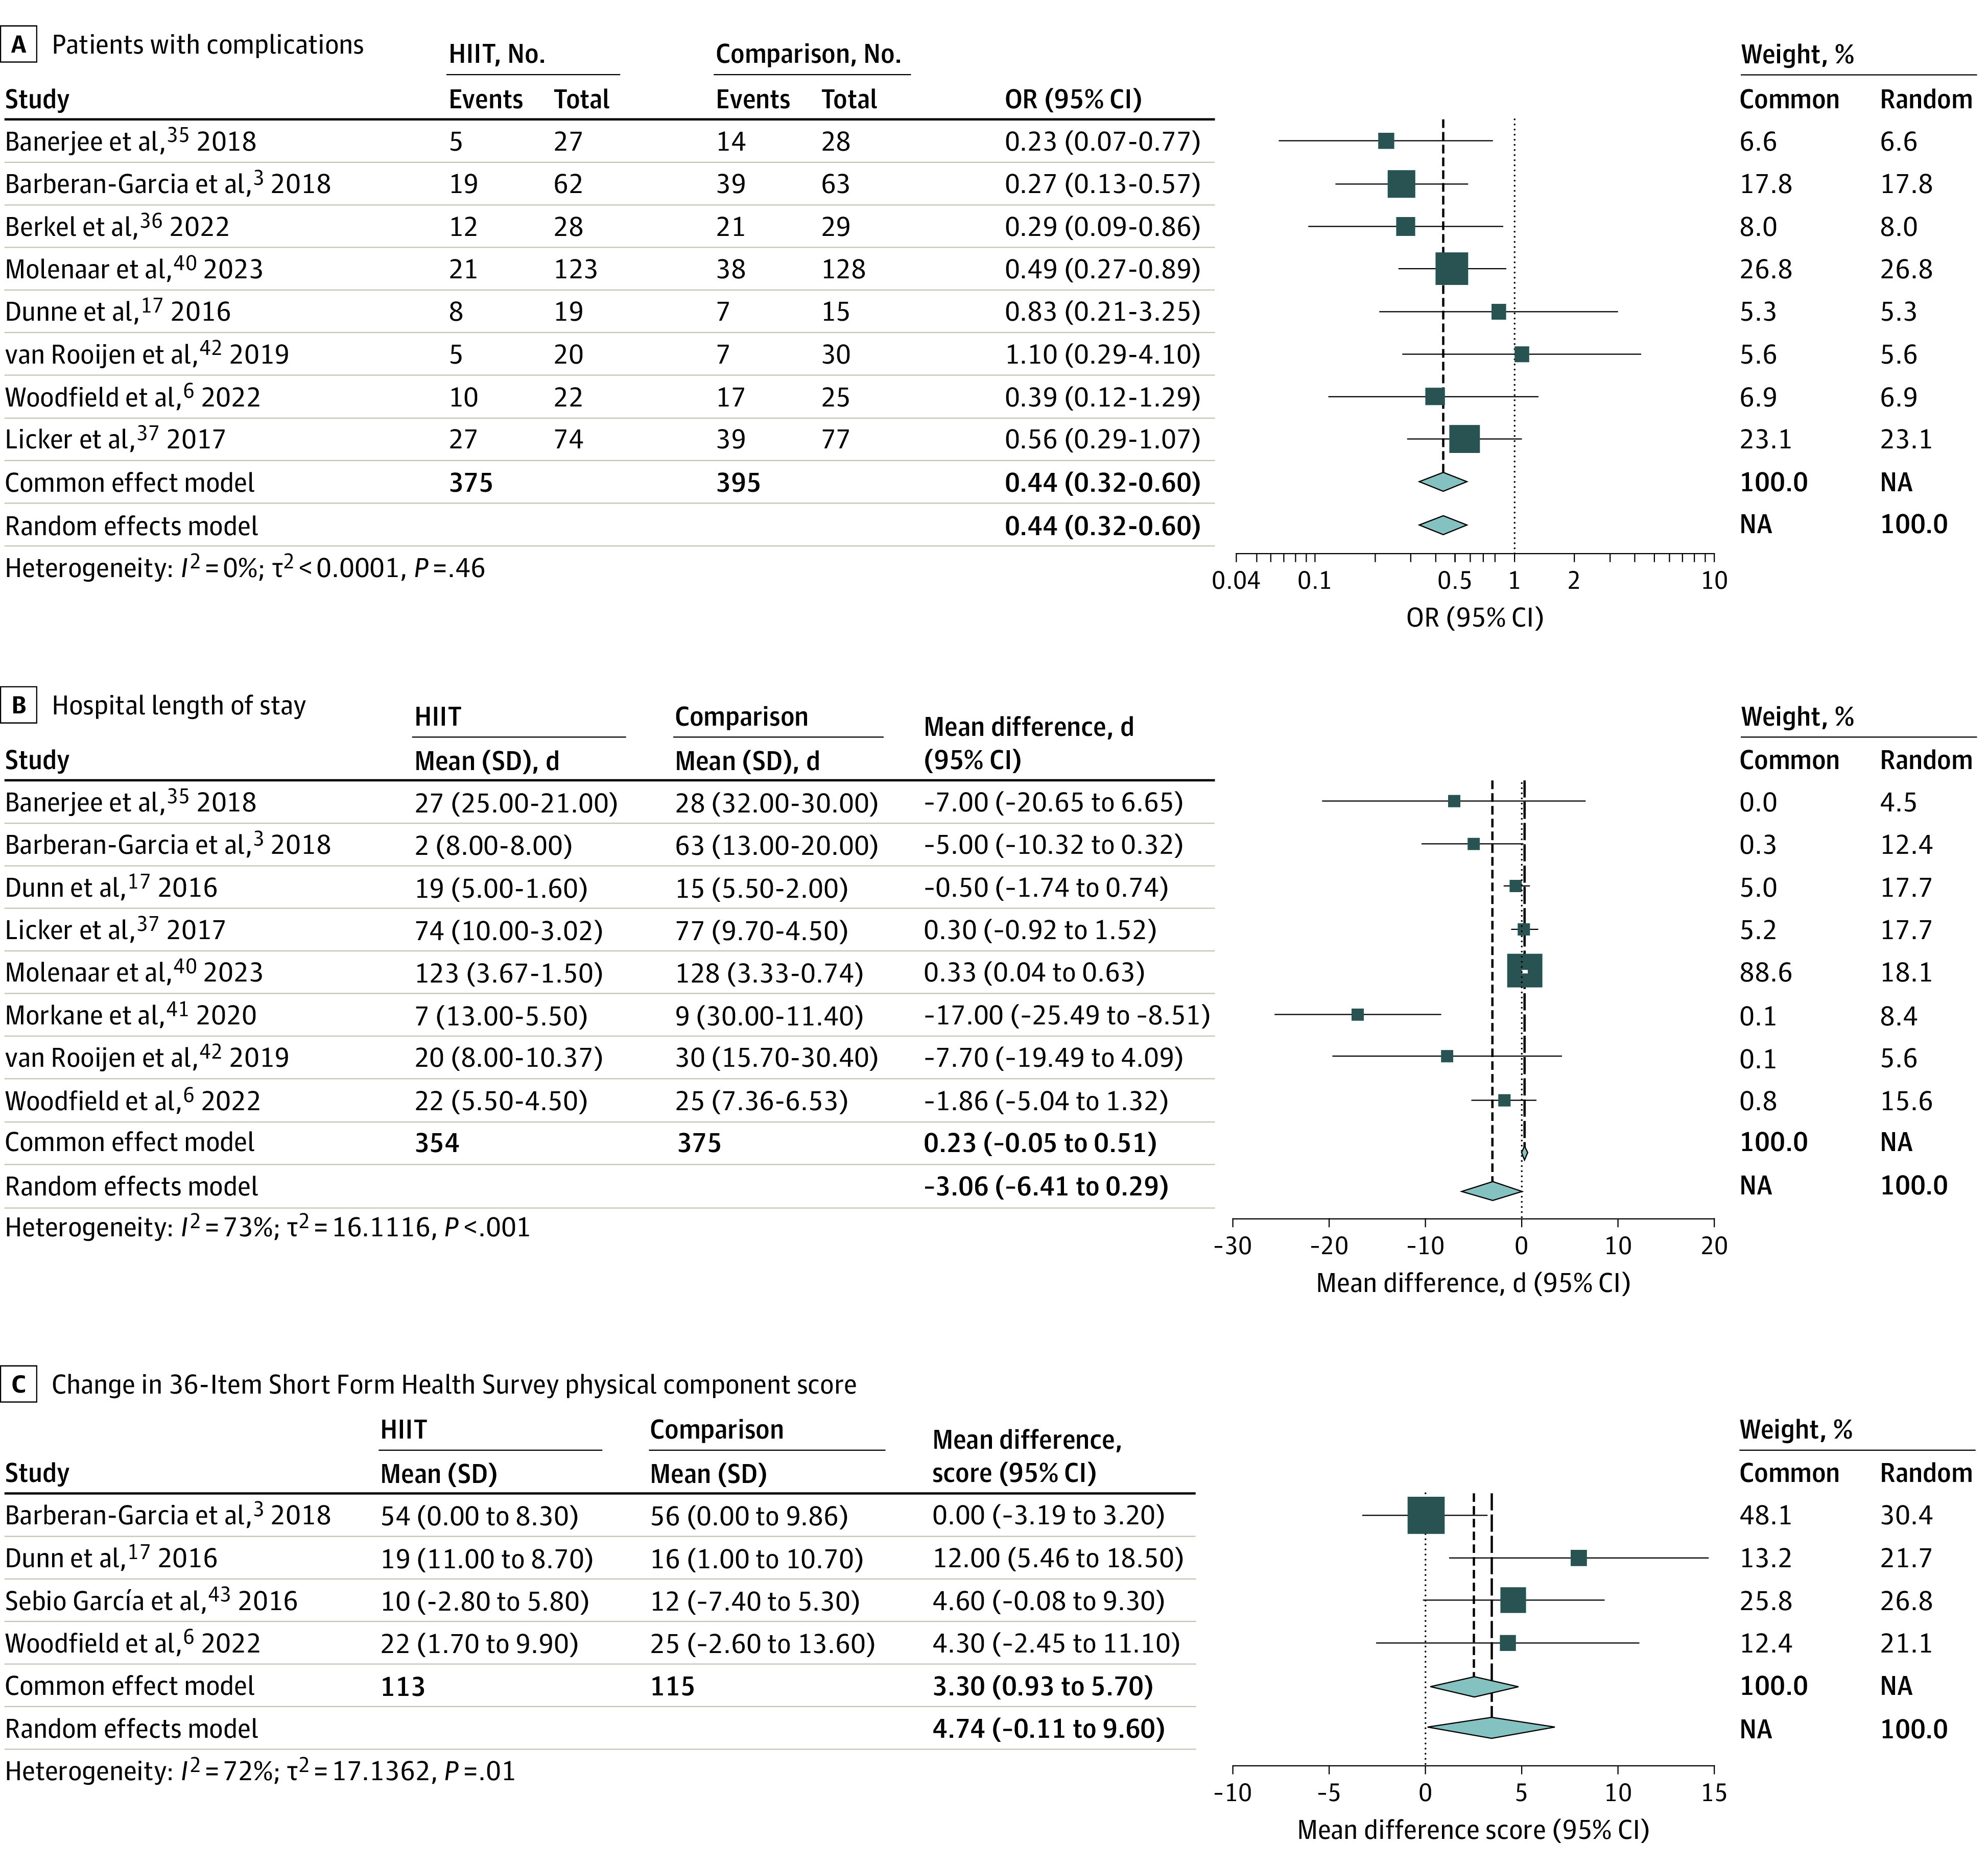 A Patients with complications
HIIT, No. Comparison, No. Weight, %
Study Events Total Events Total OR (95% CI) Common Random
Banerjee et al,35 2018 5 27 14 28 0.23 (0.07-0.77) 6.6 6.6
Barberan-Garcia et al,3 2018 19 62 39 63 0.27 (0.13-0.57) 17.8 17.8
Berkel et al,36 2022 12 28 21 29 0.29 (0.09-0.86) 8.0 8.0
Molenaar et al,40 2023 21 123 38 128 0.49 (0.27-0.89) 26.8 26.8
Dunne et al,17 2016 8 19 7 15 0.83 (0.21-3.25) 5.3 5.3
van Rooijen et al,42 2019 5 20 7 30 1.10 (0.29-4.10) 5.6 5.6
Woodfield et al,6 2022 10 22 17 25 0.39 (0.12-1.29) 6.9 6.9
Licker et al,37 2017 27 74 39 77 0.56 (0.29-1.07) 23.1 23.1
Common effect model 375 395 0.44 (0.32-0.60) 100.0 NA
Random effects model 0.44 (0.32-0.60) NA 100.0
Heterogeneity: I2 = 0%; τ2 < 0.0001, P = .46
0.04 0.1 0.5 1 2 10
OR (95% CI)
B Hospital length of stay
HIIT Comparison Mean difference, d Weight, %
Study Mean (SD), d Mean (SD), d (95% CI) Common Random
Banerjee et al,35 2018 27 (25.00-21.00) 28 (32.00-30.00) -7.00 (-20.65 to 6.65) 0.0 4.5
Barberan-Garcia et al,3 2018 2 (8.00-8.00) 63 (13.00-20.00) -5.00 (-10.32 to 0.32) 0.3 12.4
Dunn et al,17 2016 19 (5.00-1.60) 15 (5.50-2.00) -0.50 (-1.74 to 0.74) 5.0 17.7
Licker et al,37 2017 74 (10.00-3.02) 77 (9.70-4.50) 0.30 (-0.92 to 1.52) 5.2 17.7
Molenaar et al,40 2023 123 (3.67-1.50) 128 (3.33-0.74) 0.33 (0.04 to 0.63) 88.6 18.1
Morkane et al,41 2020 7 (13.00-5.50) 9 (30.00-11.40) -17.00 (-25.49 to -8.51) 0.1 8.4
van Rooijen et al,42 2019 20 (8.00-10.37) 30 (15.70-30.40) -7.70 (-19.49 to 4.09) 0.1 5.6
Woodfield et al,6 2022 22 (5.50-4.50) 25 (7.36-6.53) -1.86 (-5.04 to 1.32) 0.8 15.6
Common effect model 354 375 0.23 (-0.05 to 0.51) 100.0 NA
Random effects model -3.06 (-6.41 to 0.29) NA 100.0
Heterogeneity: I2 = 73%; τ2 = 16.1116, P <.001
-30 -20 -10 0 10 20
Mean difference, d (95% CI)
C Change in 36-Item Short Form Health Survey physical component score
HIIT Comparison Mean difference, Weight, %
Study Mean (SD) Mean (SD) score (95% CI) Common Random
Barberan-Garcia et al,3 2018 54 (0.00 to 8.30) 56 (0.00 to 9.86) 0.00 (-3.19 to 3.20) 48.1 30.4
Dunn et al,17 2016 19 (11.00 to 8.70) 16 (1.00 to 10.70) 12.00 (5.46 to 18.50) 13.2 21.7
Sebio García et al,43 2016 10 (-2.80 to 5.80) 12 (-7.40 to 5.30) 4.60 (-0.08 to 9.30) 25.8 26.8
Woodfield et al,6 2022 22 (1.70 to 9.90) 25 (-2.60 to 13.60) 4.30 (-2.45 to 11.10) 12.4 21.1
Common effect model 113 115 3.30 (0.93 to 5.70) 100.0 NA
Random effects model 4.74 (-0.11 to 9.60) NA 100.0
Heterogeneity: I2 = 72%; τ2 = 17.1362, P = .01
-10 -5 0 5 10 15
Mean difference score (95% CI)